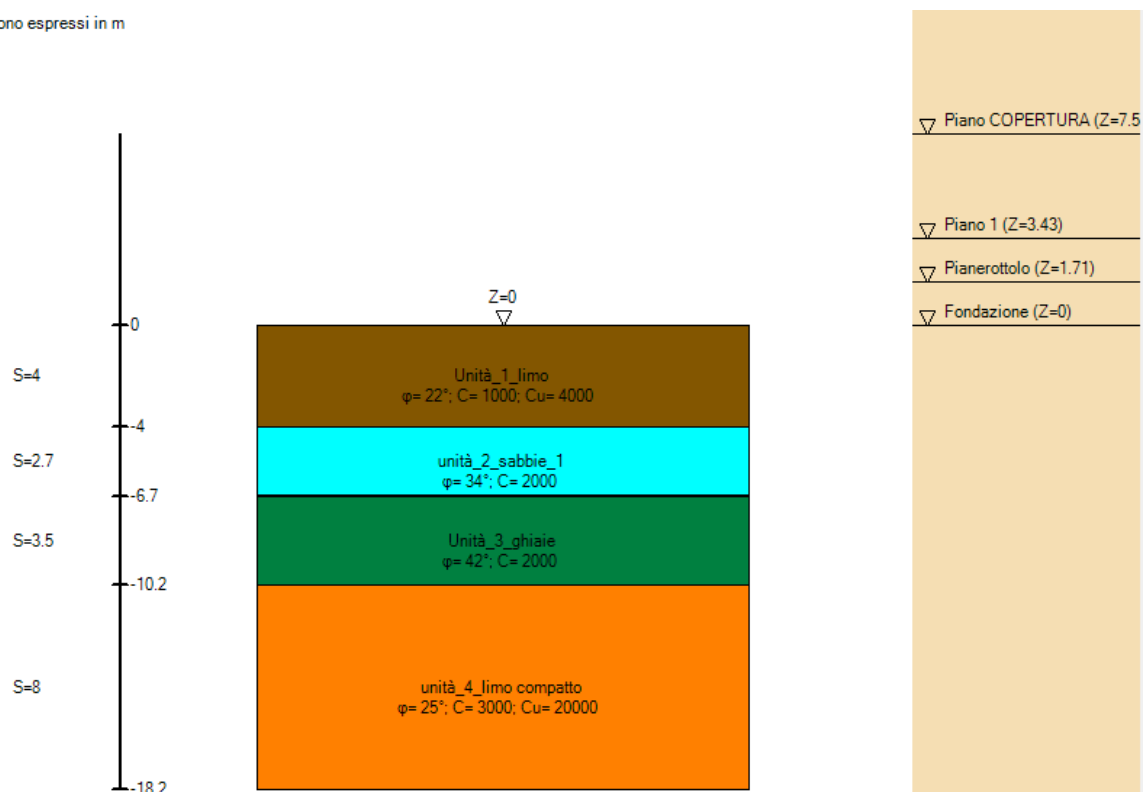 ono espressi in m
Piano COPERTURA (Z=7.5
Piano 1 (Z=3.43)
Pianerottolo (Z=1.71)
Z=0
Fondazione (Z=0)
0
S=4
Unità_1_limo
φ= 22°; C= 1000; Cu= 4000
-4
S=2.7
unità_2_sabbie_1
φ= 34°; C= 2000
-6.7
S=3.5
Unità_3_ghiaie
φ= 42°; C= 2000
-10.2
S=8
unità_4_limo compatto
φ= 25°; C= 3000; Cu= 20000
-18.2